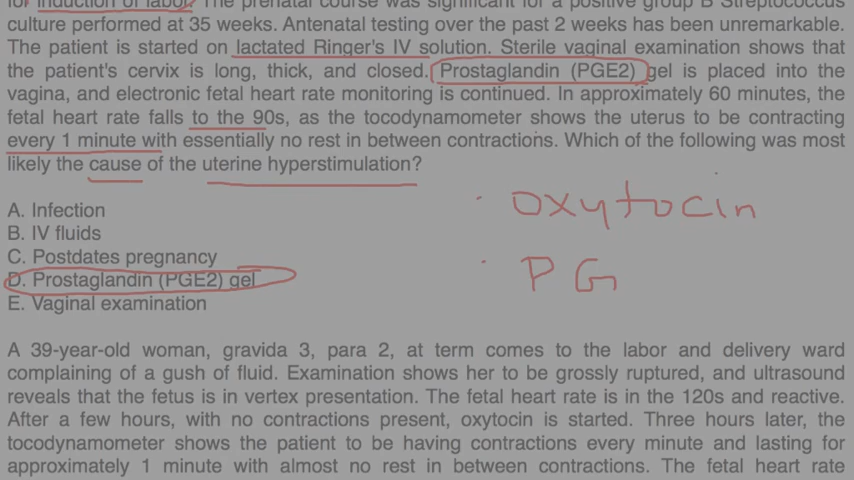 for induction of labor. The prenatal course was significant for a positive group B Streptococcus
culture performed at 35 weeks. Antenatal testing over the past 2 weeks has been unremarkable.
The patient is started on lactated Ringer's IV solution. Sterile vaginal examination shows that
the patient's cervix is long, thick, and closed. Prostaglandin (PGE2) gel is placed into the
vagina, and electronic fetal heart rate monitoring is continued. In approximately 60 minutes, the
fetal heart rate falls to the 90s, as the tocodynamometer shows the uterus to be contracting
every 1 minute with essentially no rest in between contractions. Which of the following was most
likely the cause of the uterine hyperstimulation?
A. Infection
B. IV fluids
C. Postdates pregnancy
D. Prostaglandin (PGE2) gel
E. Vaginal examination
· oxytocin
· PG
A 39-year-old woman, gravida 3, para 2, at term comes to the labor and delivery ward
complaining of a gush of fluid. Examination shows her to be grossly ruptured, and ultrasound
reveals that the fetus is in vertex presentation. The fetal heart rate is in the 120s and reactive.
After a few hours, with no contractions present, oxytocin is started. Three hours later, the
tocodynamometer shows the patient to be having contractions every minute and lasting for
approximately 1 minute with almost no rest in between contractions. The fetal heart rate